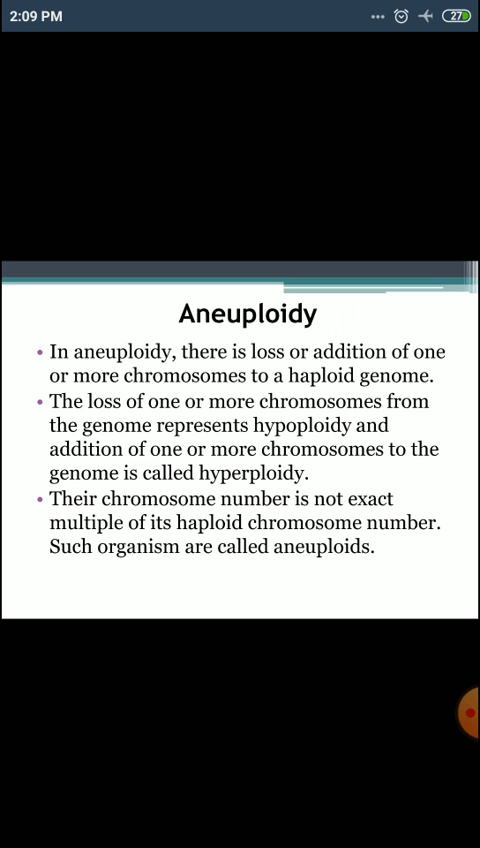 2:09 PM
27
Aneuploidy
• In aneuploidy, there is loss or addition of one
or more chromosomes to a haploid genome.
• The loss of one or more chromosomes from
the genome represents hypoploidy and
addition of one or more chromosomes to the
genome is called hyperploidy.
• Their chromosome number is not exact
multiple of its haploid chromosome number.
Such organism are called aneuploids.